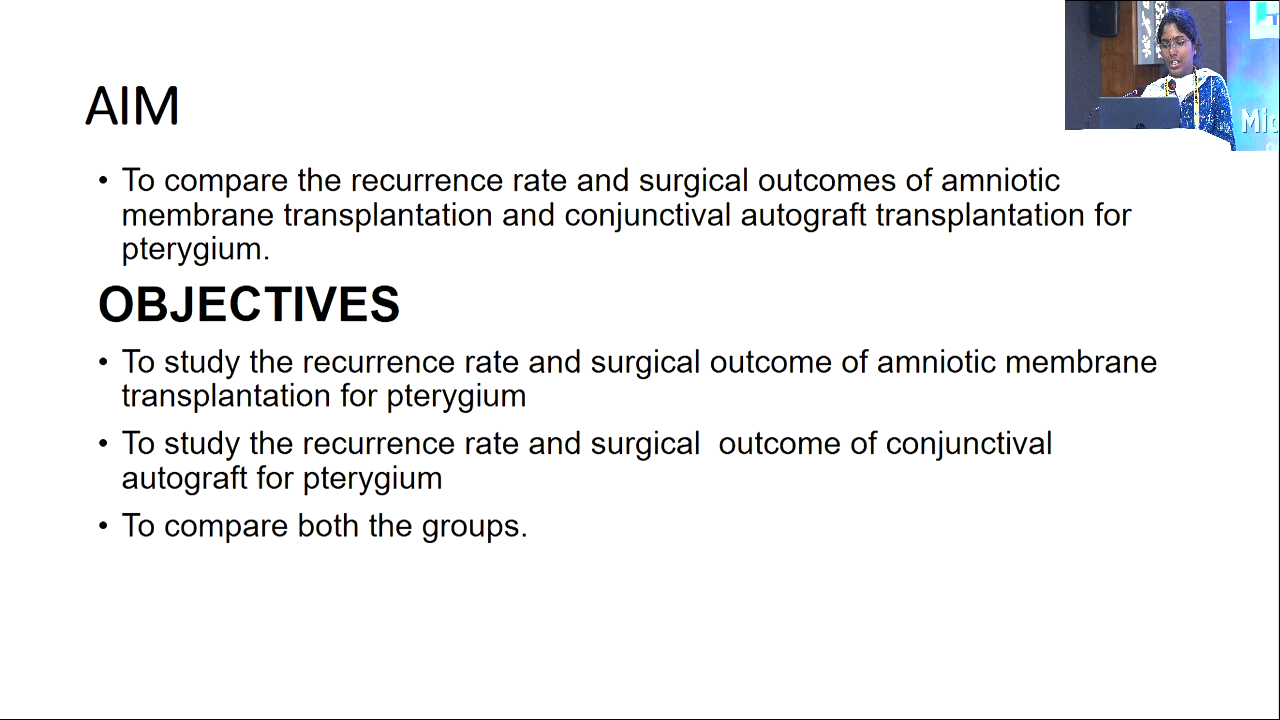 AIM
• To compare the recurrence rate and surgical outcomes of amniotic
membrane transplantation and conjunctival autograft transplantation for
pterygium.
OBJECTIVES
• To study the recurrence rate and surgical outcome of amniotic membrane
transplantation for pterygium
• To study the recurrence rate and surgical  outcome of conjunctival
autograft for pterygium
• To compare both the groups.